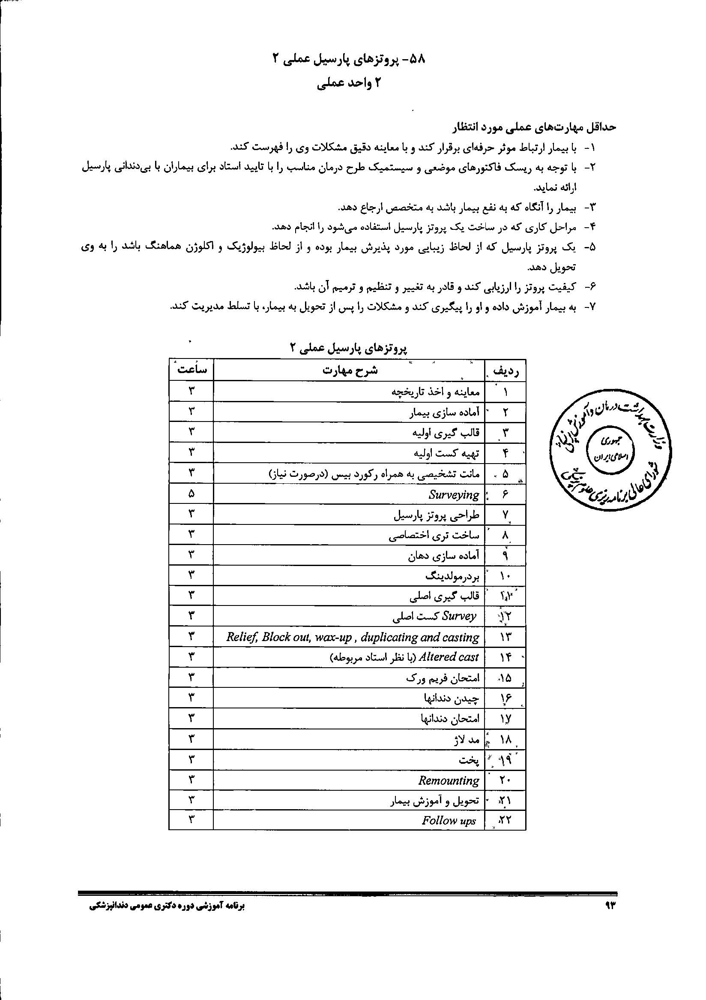 ۵۸- پروتزهای پارسیل عملی ۲
۲ واحد عملی
حداقل مهارت‌های عملی مورد انتظار
۱- با بیمار ارتباط موثر حرفه‌ای برقرار کند و با معاینه دقیق مشکلات وی را فهرست کند.
۲- با توجه به ریسک فاکتورهای موضعی و سیستمیک طرح درمان مناسب را با تایید استاد برای بیماران با بی‌دندانی پارسیل
ارائه نماید.
۳- بیمار را آنگاه که به نفع بیمار باشد به متخصص ارجاع دهد.
۴- مراحل کاری که در ساخت یک پروتز پارسیل استفاده می‌شود را انجام دهد.
۵- یک پروتز پارسیل که از لحاظ زیبایی مورد پذیرش بیمار بوده و از لحاظ بیولوژیک و اکلوژن هماهنگ باشد را به وی
تحویل دهد.
۶- کیفیت پروتز را ارزیابی کند و قادر به تغییر و تنظیم و ترمیم آن باشد.
۷- به بیمار آموزش داده و او را پیگیری کند و مشکلات را پس از تحویل به بیمار، با تسلط مدیریت کند.
پروتزهای پارسیل عملی ۲
ردیف شرح مهارت ساعت
۱ معاینه و اخذ تاریخچه ۳
۲ آماده سازی بیمار ۳
۳ قالب گیری اولیه ۳
۴ تهیه کست اولیه ۳
۵ مانت تشخیصی به همراه رکورد بیس (درصورت نیاز) ۳
۶ Surveying ۵
۷ طراحی پروتز پارسیل ۳
۸ ساخت تری اختصاصی ۳
۹ آماده سازی دهان ۳
۱۰ بردرمولدینگ ۳
۱۱ قالب گیری اصلی ۳
۱۲ Survey کست اصلی ۳
۱۳ Relief, Block out, wax-up , duplicating and casting ۳
۱۴ Altered cast (با نظر استاد مربوطه) ۳
۱۵ امتحان فریم ورک ۳
۱۶ چیدن دندانها ۳
۱۷ امتحان دندانها ۳
۱۸ مد لاژ ۳
۱۹ پخت ۳
۲۰ Remounting ۳
۲۱ تحویل و آموزش بیمار ۳
۲۲ Follow ups ۳
وزارت بهداشت درمان و آموزش پزشکی
جمهوری
اسلامی ایران
شورای عالی برنامه ریزی علوم پزشکی
۹۳
برنامه آموزشی دوره دکتری عمومی دندانپزشکی